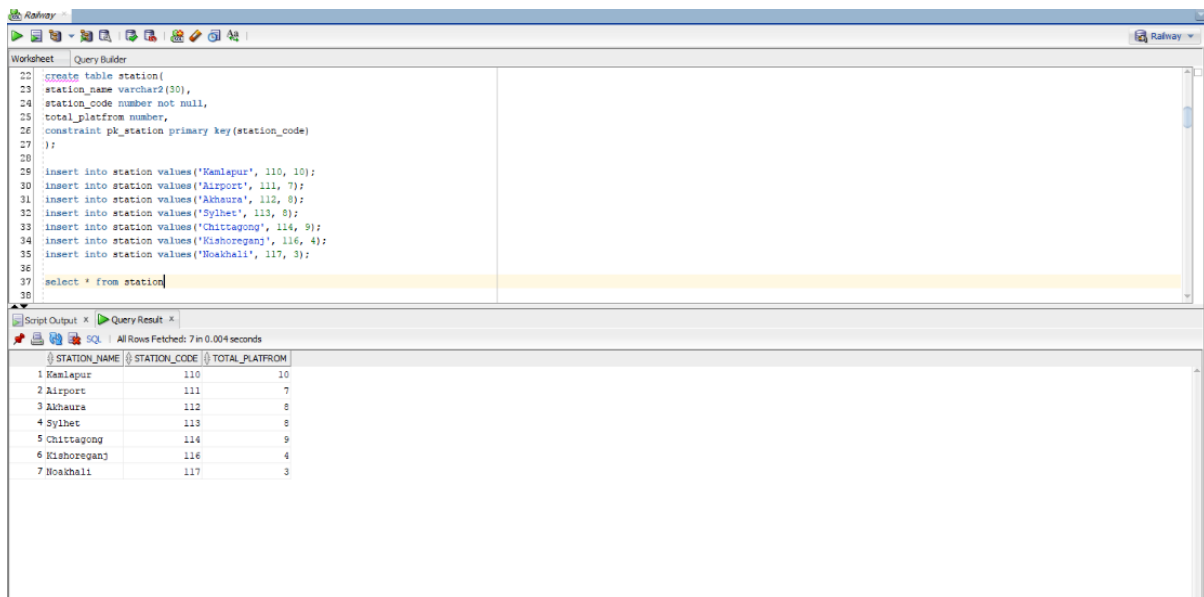 Railway
Railway
Worksheet Query Builder
22 create table station(
23 station_name varchar2(30),
24 station_code number not null,
25 total_platfrom number,
26 constraint pk_station primary key(station_code)
27 );
28
29 insert into station values('Kamlapur', 110, 10);
30 insert into station values('Airport', 111, 7);
31 insert into station values('Akhaura', 112, 8);
32 insert into station values('Sylhet', 113, 8);
33 insert into station values('Chittagong', 114, 9);
34 insert into station values('Kishoreganj', 116, 4);
35 insert into station values('Noakhali', 117, 3);
36
37 select * from station
38
Script Output x Query Result x
SQL | All Rows Fetched: 7 in 0.004 seconds
STATION_NAME STATION_CODE TOTAL_PLATFROM
1 Kamlapur 110 10
2 Airport 111 7
3 Akhaura 112 8
4 Sylhet 113 8
5 Chittagong 114 9
6 Kishoreganj 116 4
7 Noakhali 117 3